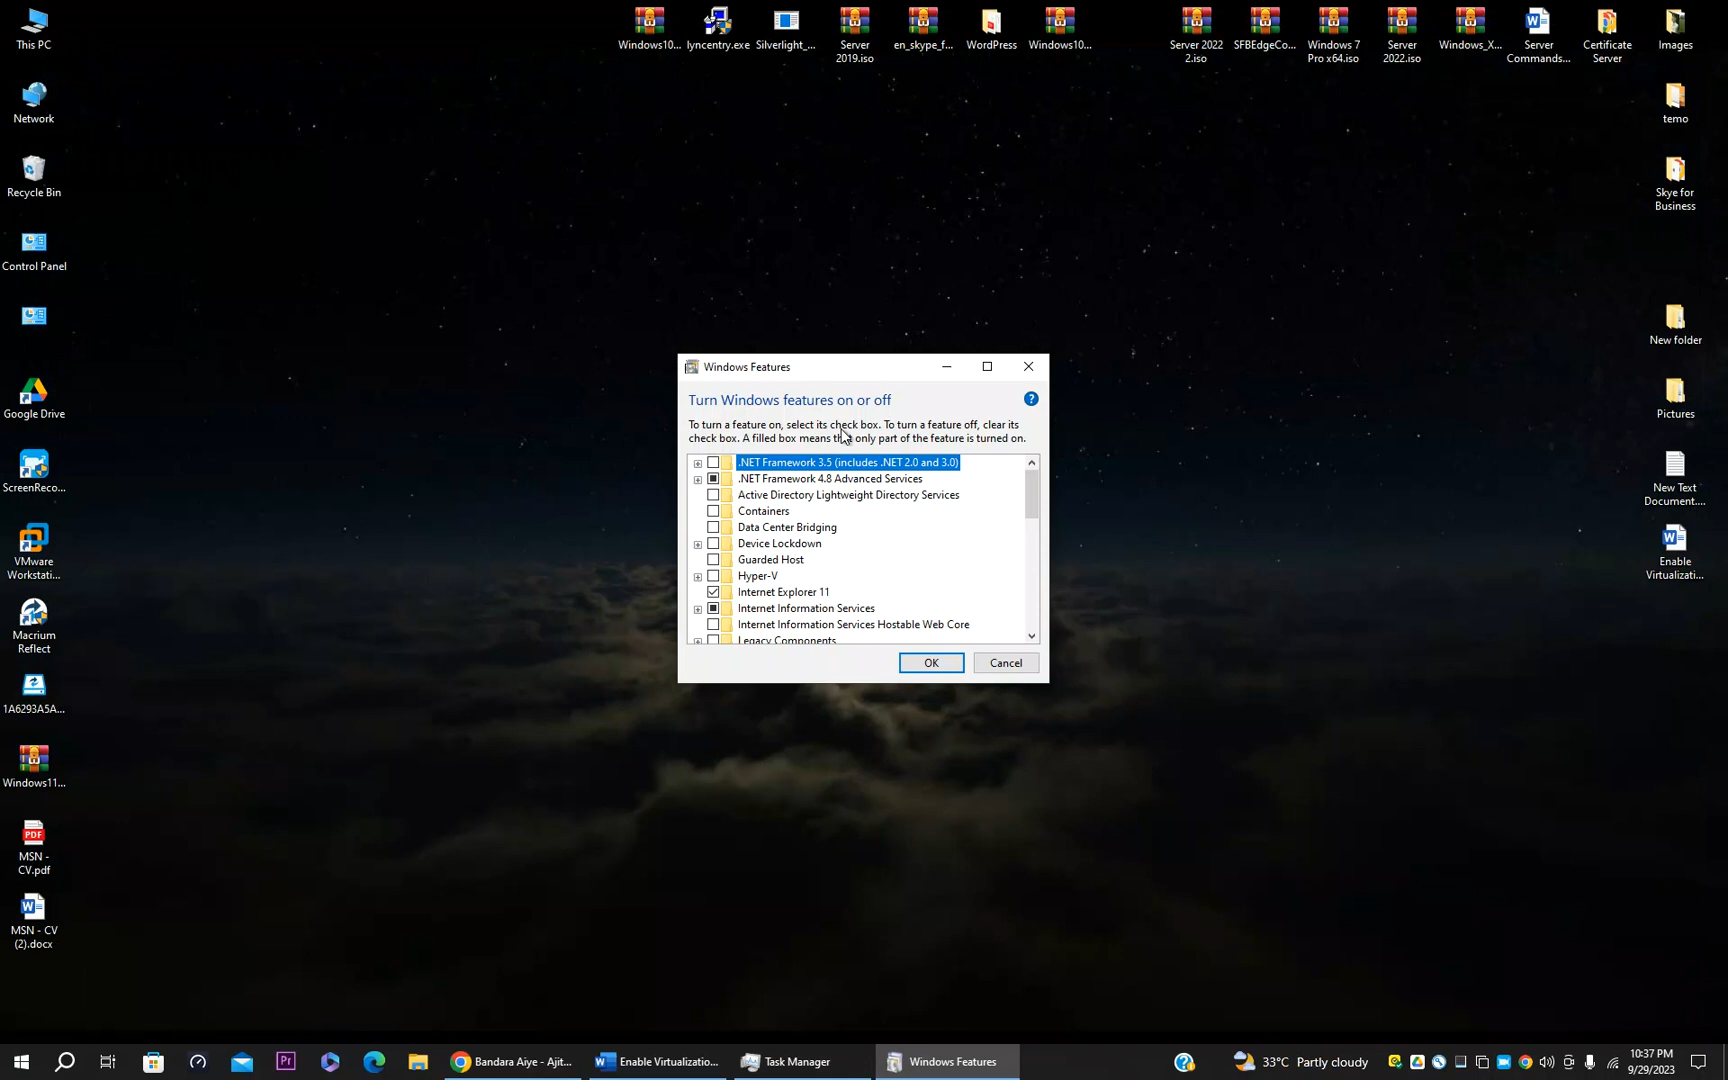 This PC
Windows10...
lyncentry.exe
Silverlight_...
Server
2019.iso
en_skype_f...
WordPress
Windows10...
Server 2022
2.iso
SFBEdgeCo...
Windows 7
Pro x64.iso
Server
2022.iso
Windows_X...
Server
Commands...
Certificate
Server
Images
Network
temo
Recycle Bin
Skye for
Business
Control Panel
New folder
Google Drive
Pictures
ScreenReco...
New Text
Document....
VMware
Workstati...
Enable
Virtualizati...
Macrium
Reflect
1A6293A5A...
Windows11...
PDF
MSN -
CV.pdf
MSN - CV
(2).docx
Windows Features
Turn Windows features on or off
To turn a feature on, select its check box. To turn a feature off, clear its
check box. A filled box means that only part of the feature is turned on.
.NET Framework 3.5 (includes .NET 2.0 and 3.0)
.NET Framework 4.8 Advanced Services
Active Directory Lightweight Directory Services
Containers
Data Center Bridging
Device Lockdown
Guarded Host
Hyper-V
Internet Explorer 11
Internet Information Services
Internet Information Services Hostable Web Core
Legacy Components
OK
Cancel
Pr
Bandara Aiye - Ajit...
Enable Virtualizatio...
Task Manager
Windows Features
33°C Partly cloudy
10:37 PM
9/29/2023